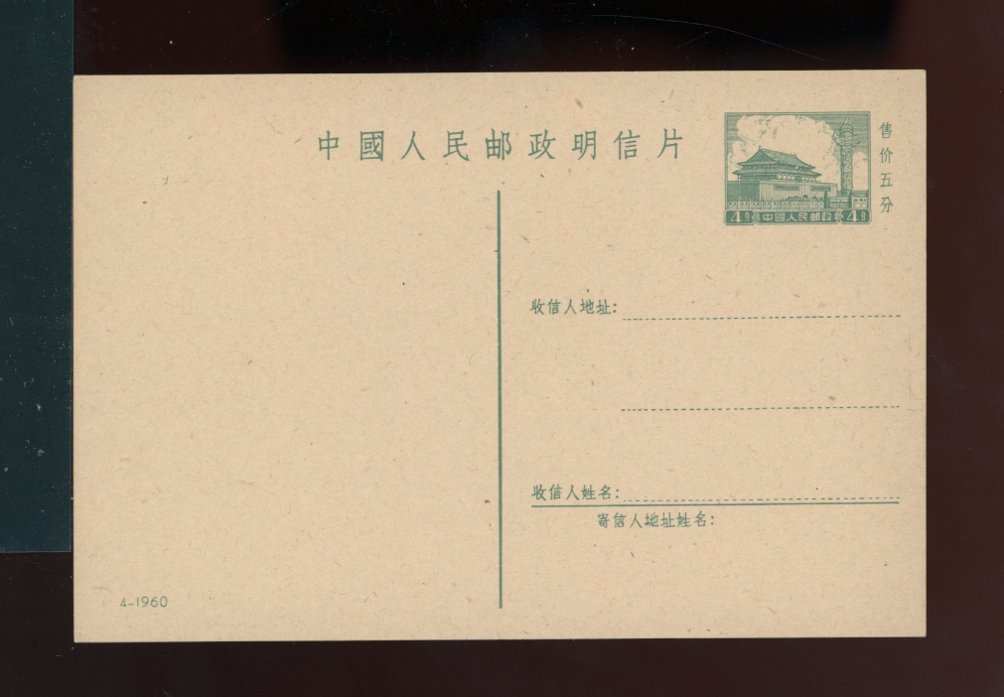 中國人民邮政明信片
售价五分
4分 中國人民邮政 4分
收信人地址:
收信人姓名:
寄信人地址姓名:
4-1960